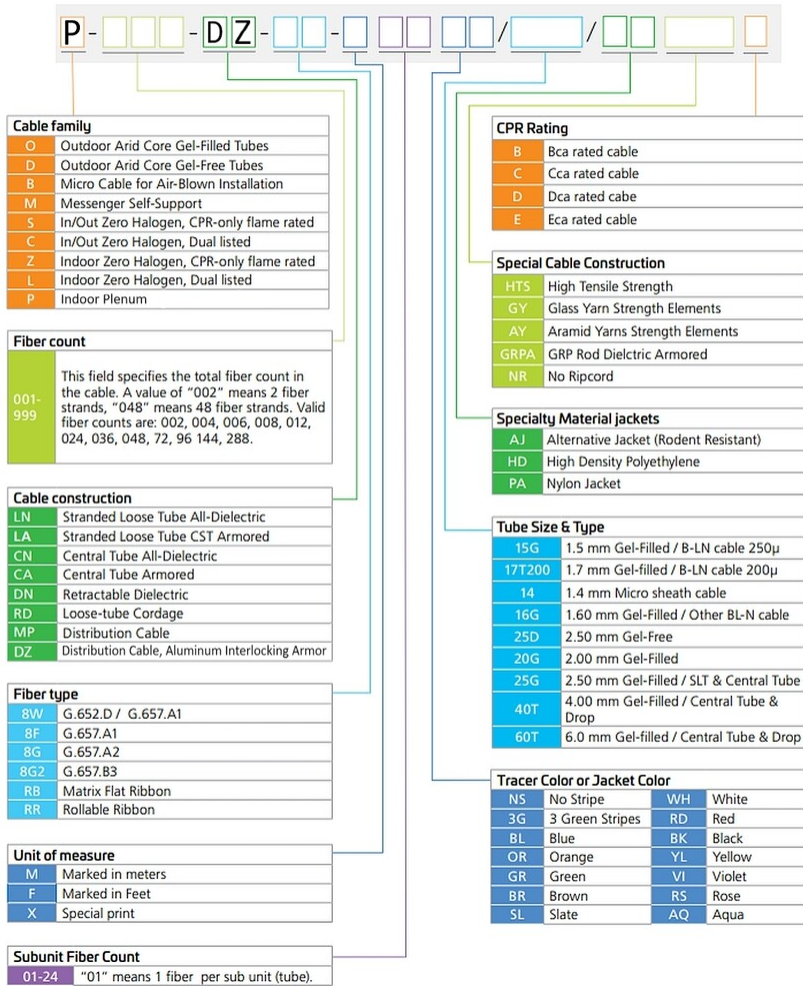 P - - DZ - - / /
Cable family
O Outdoor Arid Core Gel-Filled Tubes
D Outdoor Arid Core Gel-Free Tubes
B Micro Cable for Air-Blown Installation
M Messenger Self-Support
S In/Out Zero Halogen, CPR-only flame rated
C In/Out Zero Halogen, Dual listed
Z Indoor Zero Halogen, CPR-only flame rated
L Indoor Zero Halogen, Dual listed
P Indoor Plenum
Fiber count
001-
999
This field specifies the total fiber count in
the cable. A value of “002” means 2 fiber
strands, “048” means 48 fiber strands. Valid
fiber counts are: 002, 004, 006, 008, 012,
024, 036, 048, 72, 96 144, 288.
Cable construction
LN Stranded Loose Tube All-Dielectric
LA Stranded Loose Tube CST Armored
CN Central Tube All-Dielectric
CA Central Tube Armored
DN Retractable Dielectric
RD Loose-tube Cordage
MP Distribution Cable
DZ Distribution Cable, Aluminum Interlocking Armor
Fiber type
8W G.652.D / G.657.A1
8F G.657.A1
8G G.657.A2
8G2 G.657.B3
RB Matrix Flat Ribbon
RR Rollable Ribbon
Unit of measure
M Marked in meters
F Marked in Feet
X Special print
Subunit Fiber Count
01-24 “01” means 1 fiber per sub unit (tube).
CPR Rating
B Bca rated cable
C Cca rated cable
D Dca rated cabe
E Eca rated cable
Special Cable Construction
HTS High Tensile Strength
GY Glass Yarn Strength Elements
AY Aramid Yarns Strength Elements
GRPA GRP Rod Dielctric Armored
NR No Ripcord
Specialty Material jackets
AJ Alternative Jacket (Rodent Resistant)
HD High Density Polyethylene
PA Nylon Jacket
Tube Size & Type
15G 1.5 mm Gel-Filled / B-LN cable 250µ
17T200 1.7 mm Gel-filled / B-LN cable 200µ
14 1.4 mm Micro sheath cable
16G 1.60 mm Gel-Filled / Other BL-N cable
25D 2.50 mm Gel-Free
20G 2.00 mm Gel-Filled
25G 2.50 mm Gel-Filled / SLT & Central Tube
40T 4.00 mm Gel-Filled / Central Tube &
Drop
60T 6.0 mm Gel-filled / Central Tube & Drop
Tracer Color or Jacket Color
NS No Stripe WH White
3G 3 Green Stripes RD Red
BL Blue BK Black
OR Orange YL Yellow
GR Green VI Violet
BR Brown RS Rose
SL Slate AQ Aqua